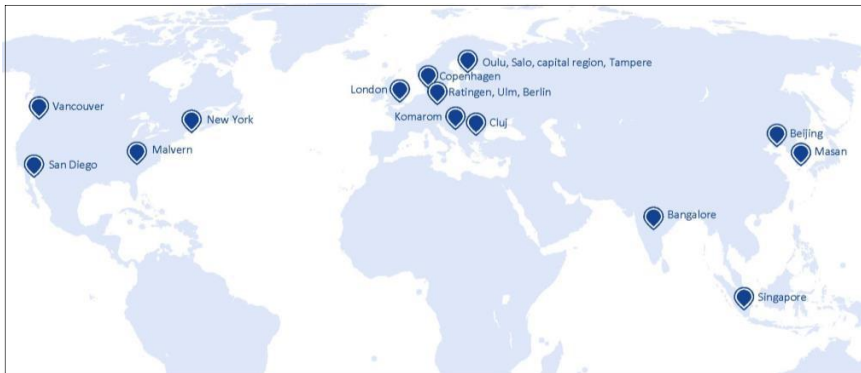 Vancouver
New York
Malvern
San Diego
Oulu, Salo, capital region, Tampere
Copenhagen
London
Ratingen, Ulm, Berlin
Komarom
Cluj
Beijing
Masan
Bangalore
Singapore